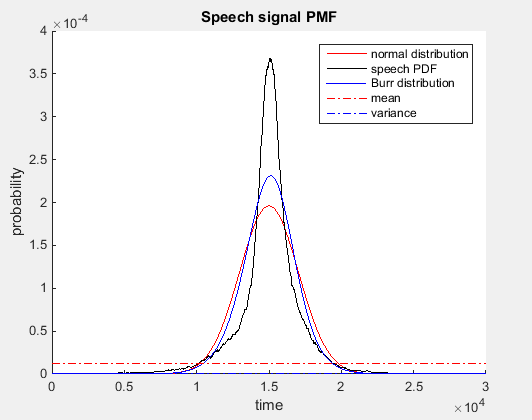 Speech signal PMF
×10^-4
4
3.5
3
2.5
2
1.5
1
0.5
0
probability
normal distribution
speech PDF
Burr distribution
mean
variance
0 0.5 1 1.5 2 2.5 3
time
×10^4